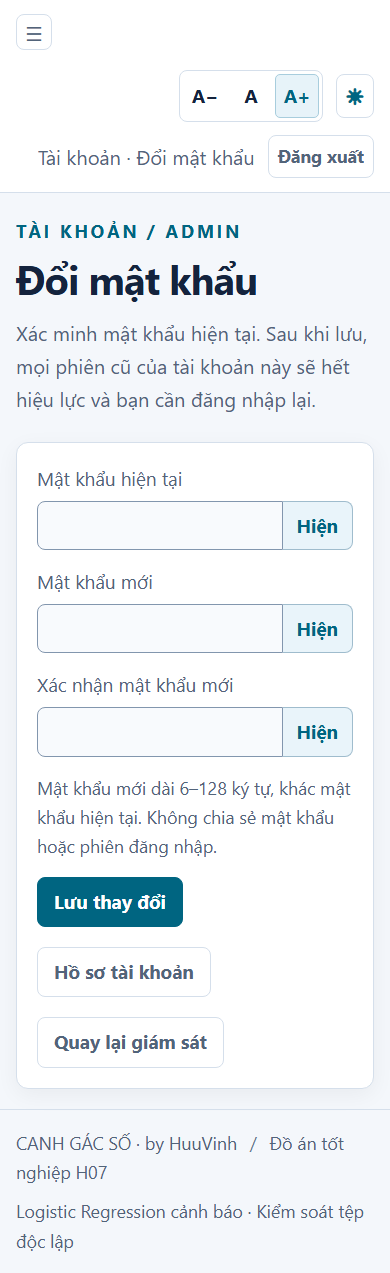 ☰
A− A A+
Tài khoản · Đổi mật khẩu Đăng xuất
TÀI KHOẢN / ADMIN
Đổi mật khẩu
Xác minh mật khẩu hiện tại. Sau khi lưu,
mọi phiên cũ của tài khoản này sẽ hết
hiệu lực và bạn cần đăng nhập lại.
Mật khẩu hiện tại
Hiện
Mật khẩu mới
Hiện
Xác nhận mật khẩu mới
Hiện
Mật khẩu mới dài 6–128 ký tự, khác mật
khẩu hiện tại. Không chia sẻ mật khẩu
hoặc phiên đăng nhập.
Lưu thay đổi
Hồ sơ tài khoản
Quay lại giám sát
CANH GÁC SỐ · by HuuVinh / Đồ án tốt
nghiệp H07
Logistic Regression cảnh báo · Kiểm soát tệp
độc lập